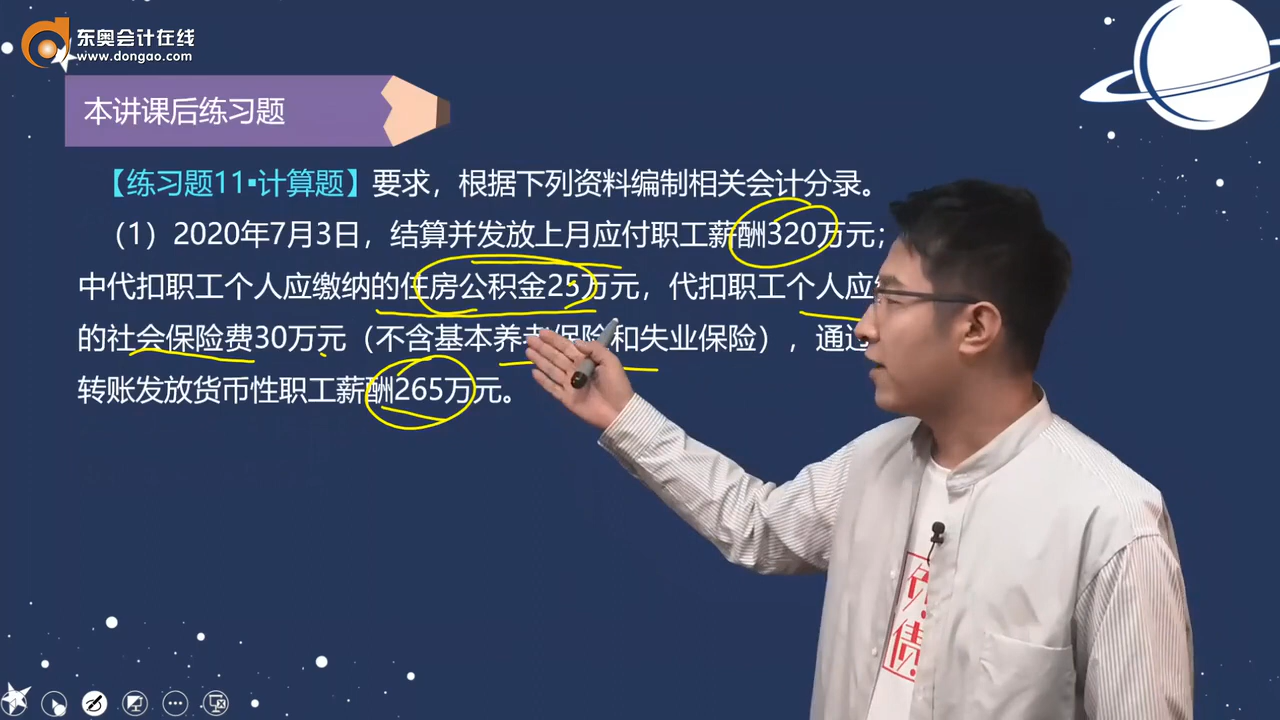 东奥会计在线
www.dongao.com
本讲课后练习题
【练习题11▪计算题】要求，根据下列资料编制相关会计分录。
（1）2020年7月3日，结算并发放上月应付职工薪酬320万元；
中代扣职工个人应缴纳的住房公积金25万元，代扣职工个人应
的社会保险费30万元（不含基本养老保险和失业保险），通过
转账发放货币性职工薪酬265万元。
债